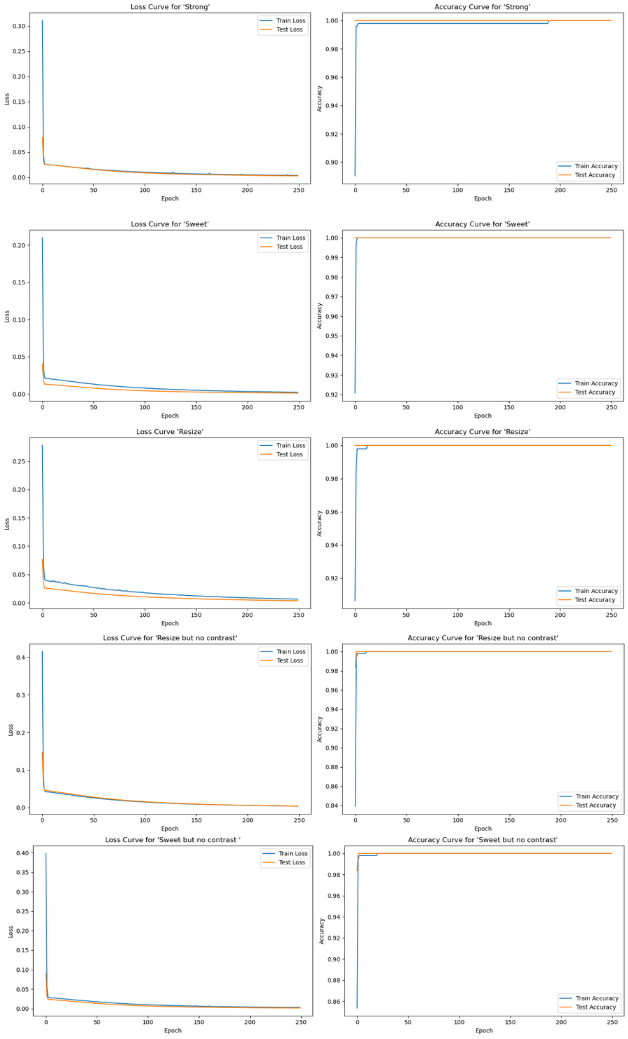 Loss Curve for 'Strong'
Accuracy Curve for 'Strong'
Train Loss
Test Loss
0.30
0.25
0.20
0.15
0.10
0.05
0.00
Loss
0 50 100 150 200 250
Epoch
1.00
0.98
0.96
0.94
0.92
0.90
Accuracy
Train Accuracy
Test Accuracy
0 50 100 150 200 250
Epoch
Loss Curve for 'Sweet'
Accuracy Curve for 'Sweet'
Train Loss
Test Loss
0.20
0.15
0.10
0.05
0.00
Loss
0 50 100 150 200 250
Epoch
1.00
0.99
0.98
0.97
0.96
0.95
0.94
0.93
0.92
Accuracy
Train Accuracy
Test Accuracy
0 50 100 150 200 250
Epoch
Loss Curve 'Resize'
Accuracy Curve for 'Resize'
Train Loss
Test Loss
0.25
0.20
0.15
0.10
0.05
0.00
Loss
0 50 100 150 200 250
Epoch
1.00
0.98
0.96
0.94
0.92
Accuracy
Train Accuracy
Test Accuracy
0 50 100 150 200 250
Epoch
Loss Curve for 'Resize but no contrast'
Accuracy Curve for 'Resize but no contrast'
Train Loss
Test Loss
0.4
0.3
0.2
0.1
0.0
Loss
0 50 100 150 200 250
Epoch
1.00
0.98
0.96
0.94
0.92
0.90
0.88
0.86
0.84
Accuracy
Train Accuracy
Test Accuracy
0 50 100 150 200 250
Epoch
Loss Curve for 'Sweet but no contrast '
Accuracy Curve for 'Sweet but no contrast'
Train Loss
Test Loss
0.40
0.35
0.30
0.25
0.20
0.15
0.10
0.05
0.00
Loss
0 50 100 150 200 250
Epoch
1.00
0.98
0.96
0.94
0.92
0.90
0.88
0.86
Accuracy
Train Accuracy
Test Accuracy
0 50 100 150 200 250
Epoch